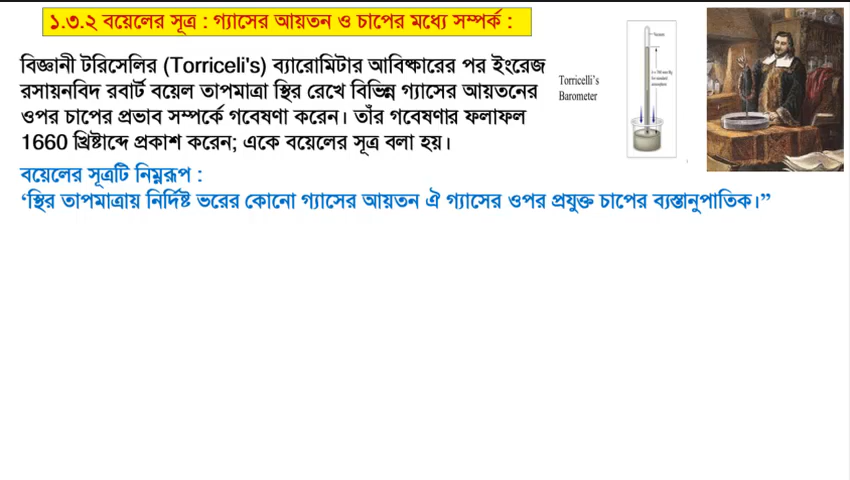 ১.৩.২ বয়েলের সূত্র : গ্যাসের আয়তন ও চাপের মধ্যে সম্পর্ক :
বিজ্ঞানী টরিসেলির (Torriceli's) ব্যারোমিটার আবিষ্কারের পর ইংরেজ
রসায়নবিদ রবার্ট বয়েল তাপমাত্রা স্থির রেখে বিভিন্ন গ্যাসের আয়তনের
ওপর চাপের প্রভাব সম্পর্কে গবেষণা করেন। তাঁর গবেষণার ফলাফল
1660 খ্রিষ্টাব্দে প্রকাশ করেন; একে বয়েলের সূত্র বলা হয়।
Torricelli's
Barometer
Vacuum
বয়েলের সূত্রটি নিম্নরূপ :
‘স্থির তাপমাত্রায় নির্দিষ্ট ভরের কোনো গ্যাসের আয়তন ঐ গ্যাসের ওপর প্রযুক্ত চাপের ব্যস্তানুপাতিক।”